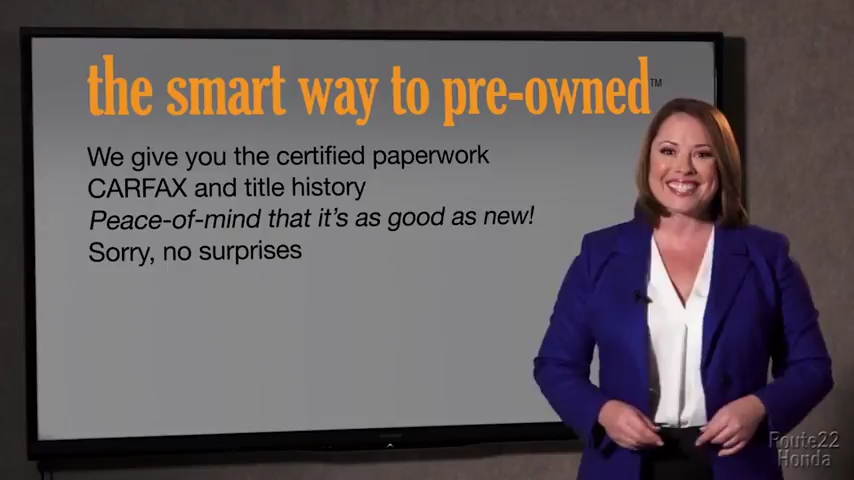 the smart way to pre-owned™
We give you the certified paperwork
CARFAX and title history
Peace-of-mind that it's as good as new!
Sorry, no surprises
Route22
Honda